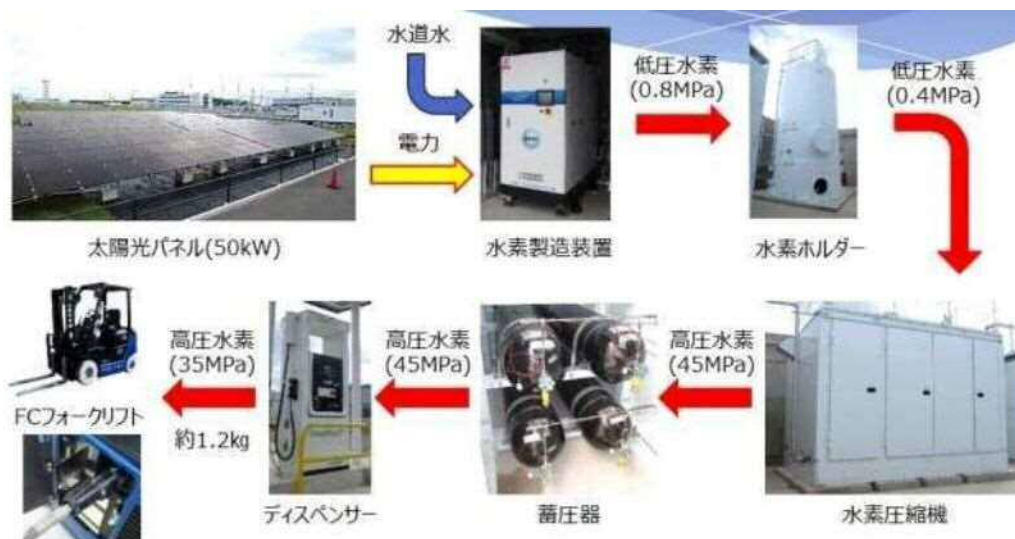 水道水
電力
太陽光パネル(50kW)
水素製造装置
低圧水素
(0.8MPa)
水素ホルダー
低圧水素
(0.4MPa)
水素圧縮機
高圧水素
(45MPa)
蓄圧器
高圧水素
(45MPa)
ディスペンサー
高圧水素
(35MPa)
約1.2kg
FCフォークリフト